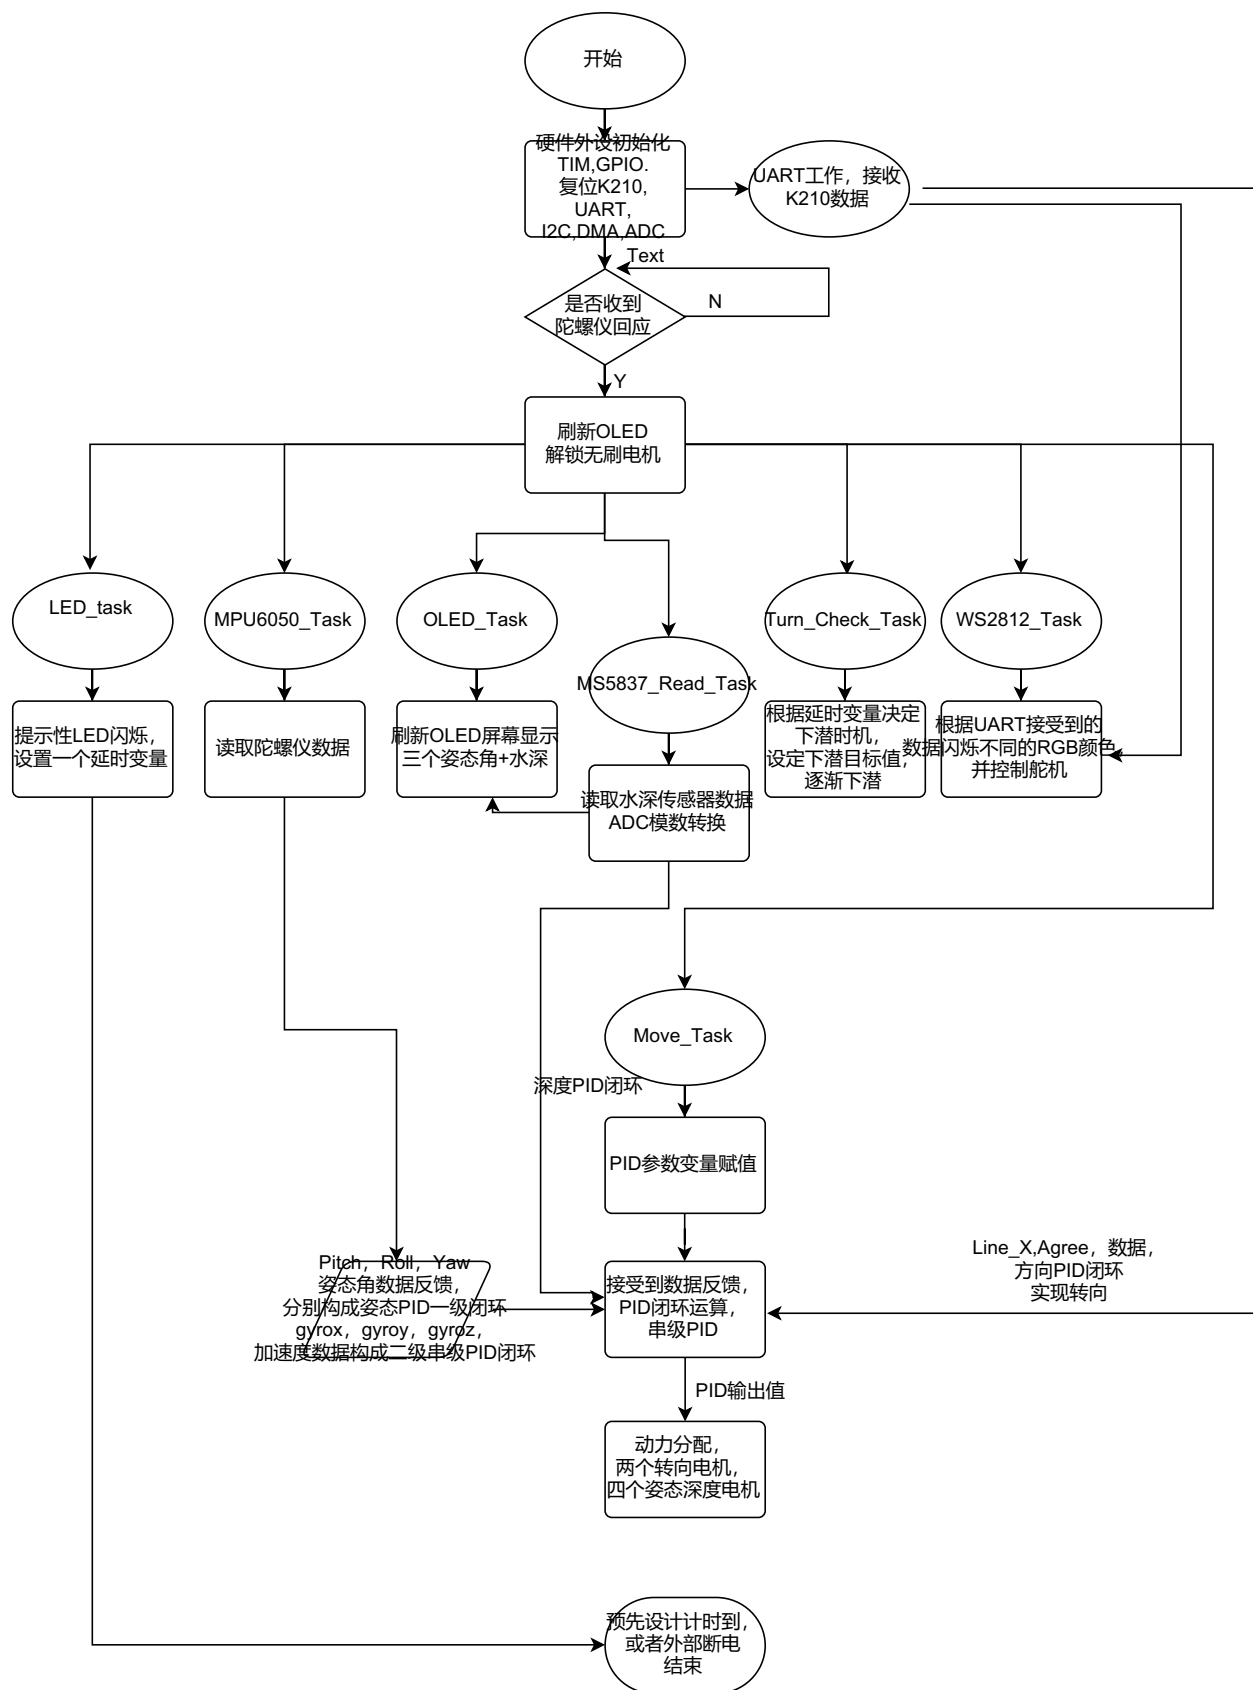 开始
硬件外设初始化
TIM,GPIO.
复位K210,
UART,
I2C,DMA,ADC
UART工作，接收
K210数据
Text
是否收到
陀螺仪回应
N
Y
刷新OLED
解锁无刷电机
LED_task
MPU6050_Task
OLED_Task
MS5837_Read_Task
Turn_Check_Task
WS2812_Task
提示性LED闪烁，
设置一个延时变量
读取陀螺仪数据
刷新OLED屏幕显示
三个姿态角+水深
读取水深传感器数据
ADC模数转换
根据延时变量决定
下潜时机，
设定下潜目标值，
逐渐下潜
根据UART接受到的
数据闪烁不同的RGB颜色，
并控制舵机
Move_Task
深度PID闭环
PID参数变量赋值
Pitch，Roll，Yaw
姿态角数据反馈，
分别构成姿态PID一级闭环
gyrox，gyroy，gyroz，
加速度数据构成二级串级PID闭环
接受到数据反馈，
PID闭环运算，
串级PID
Line_X,Agree，数据，
方向PID闭环
实现转向
PID输出值
动力分配，
两个转向电机，
四个姿态深度电机
预先设计计时到，
或者外部断电
结束